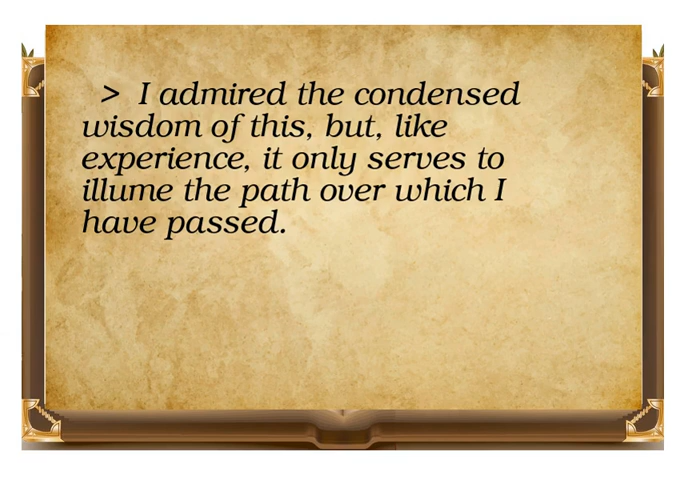 > I admired the condensed
wisdom of this, but, like
experience, it only serves to
illume the path over which I
have passed.